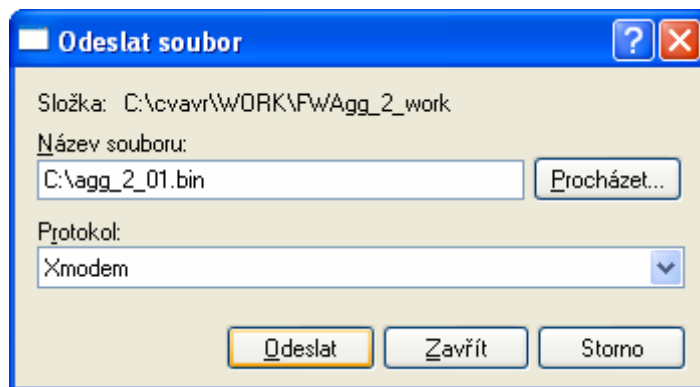 Odeslat soubor
Složka: C:\cvavr\WORK\FWAgg_2_work
Název souboru:
C:\agg_2_01.bin
Procházet...
Protokol:
Xmodem
Odeslat Zavřít Storno